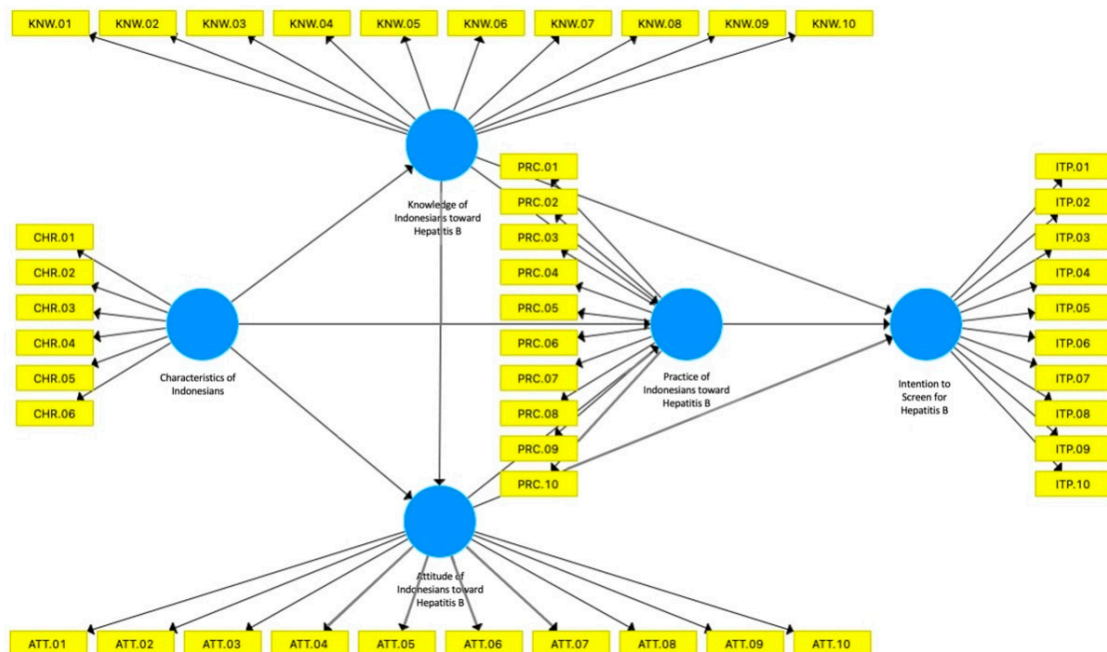 KNW.01 KNW.02 KNW.03 KNW.04 KNW.05 KNW.06 KNW.07 KNW.08 KNW.09 KNW.10
Knowledge of
Indonesians toward
Hepatitis B
CHR.01
CHR.02
CHR.03
CHR.04
CHR.05
CHR.06
Characteristics of
Indonesians
PRC.01
PRC.02
PRC.03
PRC.04
PRC.05
PRC.06
PRC.07
PRC.08
PRC.09
PRC.10
Practice of
Indonesians toward
Hepatitis B
Intention to
Screen for
Hepatitis B
ITP.01
ITP.02
ITP.03
ITP.04
ITP.05
ITP.06
ITP.07
ITP.08
ITP.09
ITP.10
Attitude of
Indonesians toward
Hepatitis B
ATT.01 ATT.02 ATT.03 ATT.04 ATT.05 ATT.06 ATT.07 ATT.08 ATT.09 ATT.10